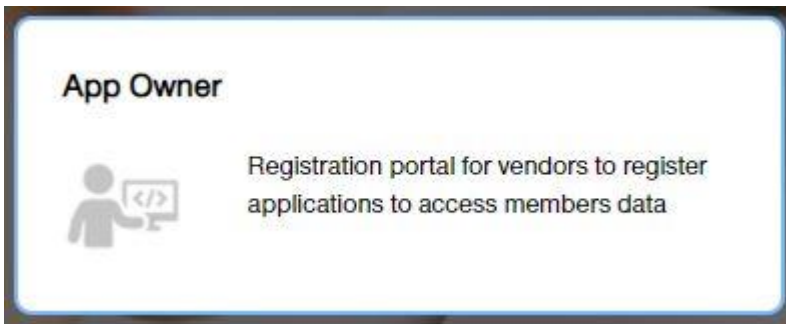 App Owner
</>
Registration portal for vendors to register
applications to access members data